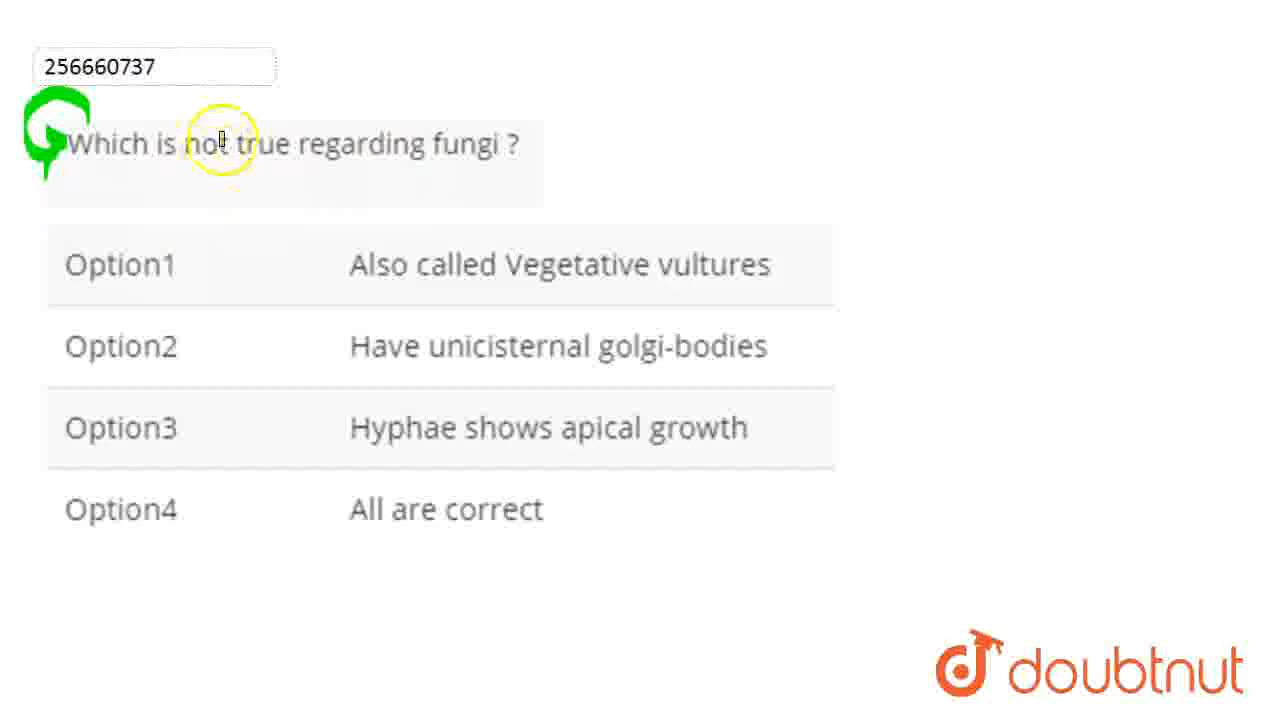 256660737
Which is not true regarding fungi ?
Option1 Also called Vegetative vultures
Option2 Have unicisternal golgi-bodies
Option3 Hyphae shows apical growth
Option4 All are correct
doubtnut